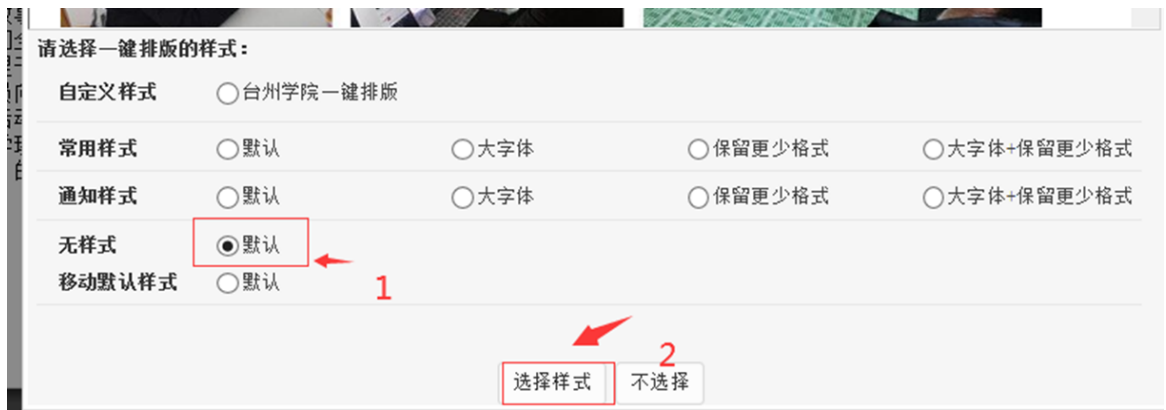 请选择一键排版的样式：
自定义样式 台州学院一键排版
常用样式 默认 大字体 保留更少格式 大字体+保留更少格式
通知样式 默认 大字体 保留更少格式 大字体+保留更少格式
无样式 默认
移动默认样式 默认
1
2
选择样式 不选择